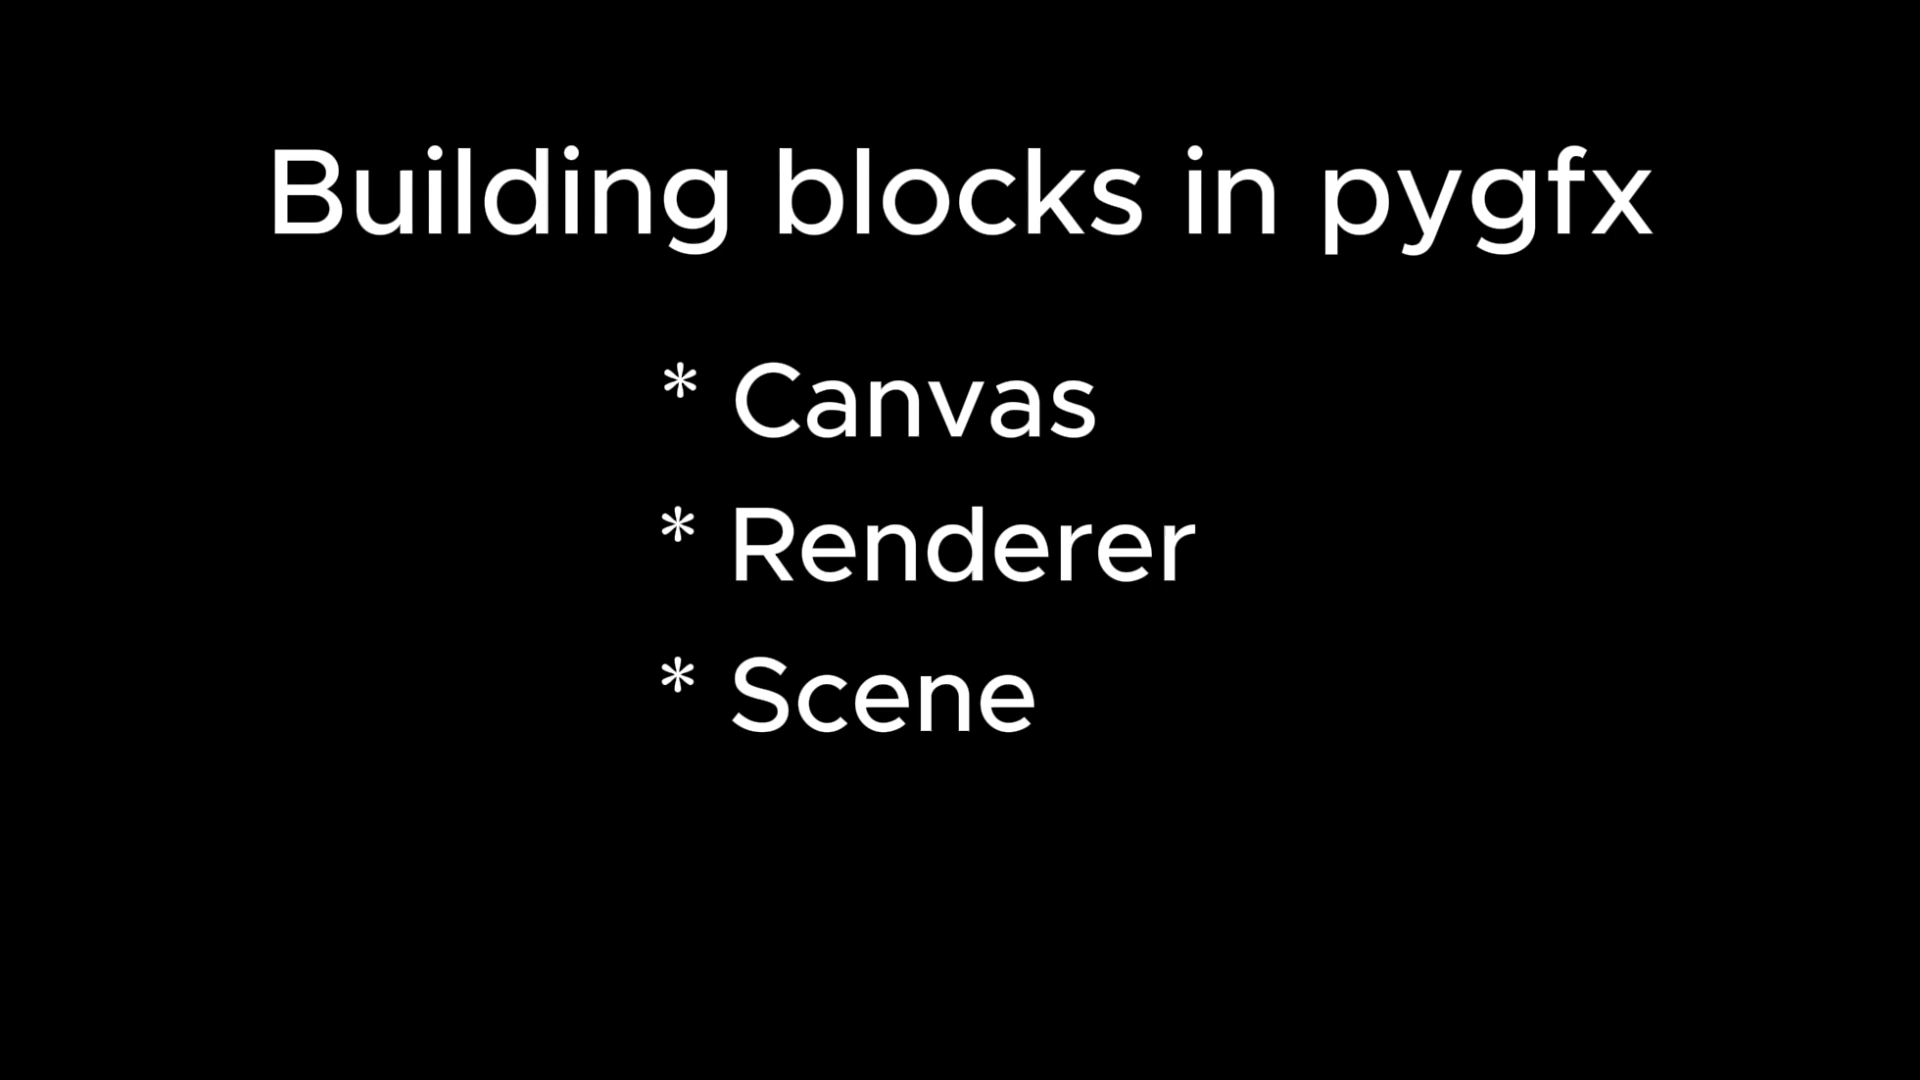 Building blocks in pygfx
* Canvas
* Renderer
* Scene